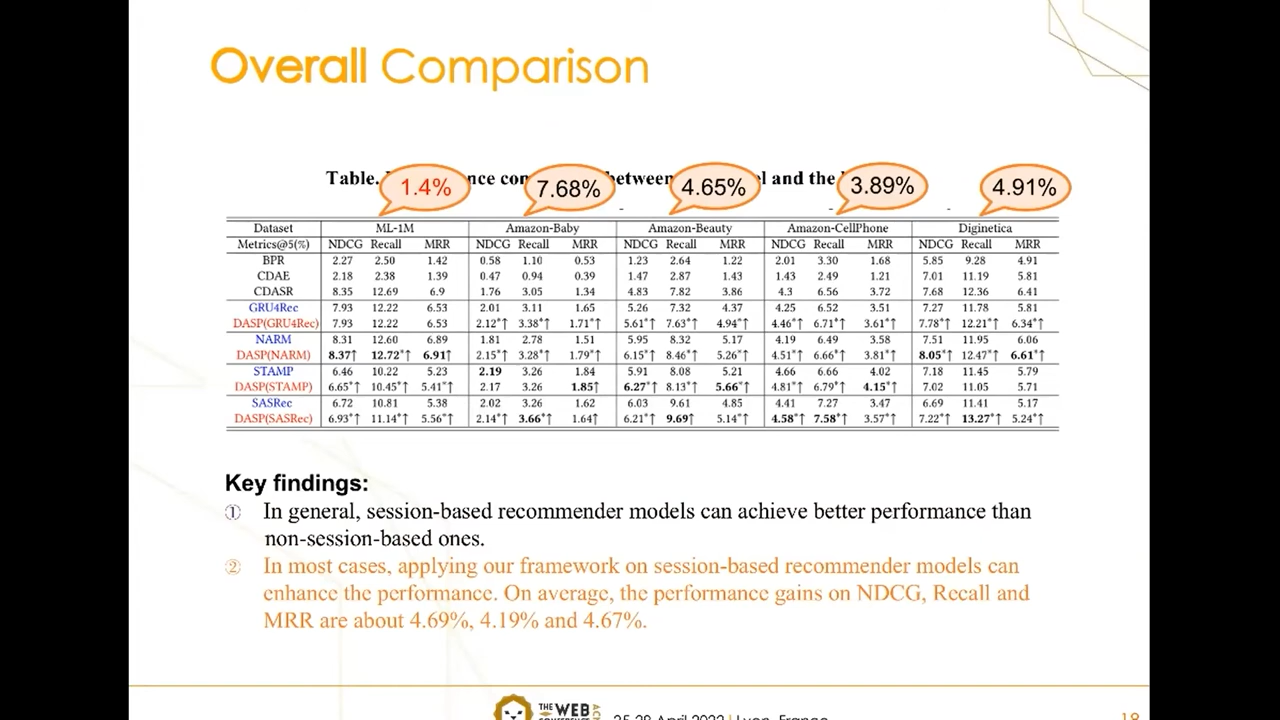 Overall Comparison
1.4% 7.68% 4.65% 3.89% 4.91%
Table. between and the
Dataset ML-1M Amazon-Baby Amazon-Beauty Amazon-CellPhone Diginetica
Metrics@5(%) NDCG Recall MRR NDCG Recall MRR NDCG Recall MRR NDCG Recall MRR NDCG Recall MRR
BPR 2.27 2.50 1.42 0.58 1.10 0.53 1.23 2.64 1.22 2.01 3.30 1.68 5.85 9.28 4.91
CDAE 2.18 2.38 1.39 0.47 0.94 0.39 1.47 2.87 1.43 1.43 2.49 1.21 7.01 11.19 5.81
CDASR 8.35 12.69 6.9 1.76 3.05 1.34 4.83 7.82 3.86 4.3 6.56 3.72 7.68 12.36 6.41
GRU4Rec 7.93 12.22 6.53 2.01 3.11 1.65 5.26 7.32 4.37 4.25 6.52 3.51 7.27 11.78 5.81
DASP(GRU4Rec) 7.93 12.22 6.53 2.12*↑ 3.38*↑ 1.71*↑ 5.61*↑ 7.63*↑ 4.94*↑ 4.46*↑ 6.71*↑ 3.61*↑ 7.78*↑ 12.21*↑ 6.34*↑
NARM 8.31 12.60 6.89 1.81 2.78 1.51 5.95 8.32 5.17 4.19 6.49 3.58 7.51 11.95 6.06
DASP(NARM) 8.37↑ 12.72*↑ 6.91↑ 2.15*↑ 3.28*↑ 1.79*↑ 6.15*↑ 8.46*↑ 5.26*↑ 4.51*↑ 6.66*↑ 3.81*↑ 8.05*↑ 12.47*↑ 6.61*↑
STAMP 6.46 10.22 5.23 2.19 3.26 1.84 5.91 8.08 5.21 4.66 6.66 4.02 7.18 11.45 5.79
DASP(STAMP) 6.65*↑ 10.45*↑ 5.41*↑ 2.17 3.26 1.85↑ 6.27*↑ 8.13*↑ 5.66*↑ 4.81*↑ 6.79*↑ 4.15*↑ 7.02 11.05 5.71
SASRec 6.72 10.81 5.38 2.02 3.26 1.62 6.03 9.61 4.85 4.41 7.27 3.47 6.69 11.41 5.17
DASP(SASRec) 6.93*↑ 11.14*↑ 5.56*↑ 2.14*↑ 3.66*↑ 1.64↑ 6.21*↑ 9.69↑ 5.14*↑ 4.58*↑ 7.58*↑ 3.57*↑ 7.22*↑ 13.27*↑ 5.24*↑
Key findings:
① In general, session-based recommender models can achieve better performance than
non-session-based ones.
② In most cases, applying our framework on session-based recommender models can
enhance the performance. On average, the performance gains on NDCG, Recall and
MRR are about 4.69%, 4.19% and 4.67%.
THE WEB